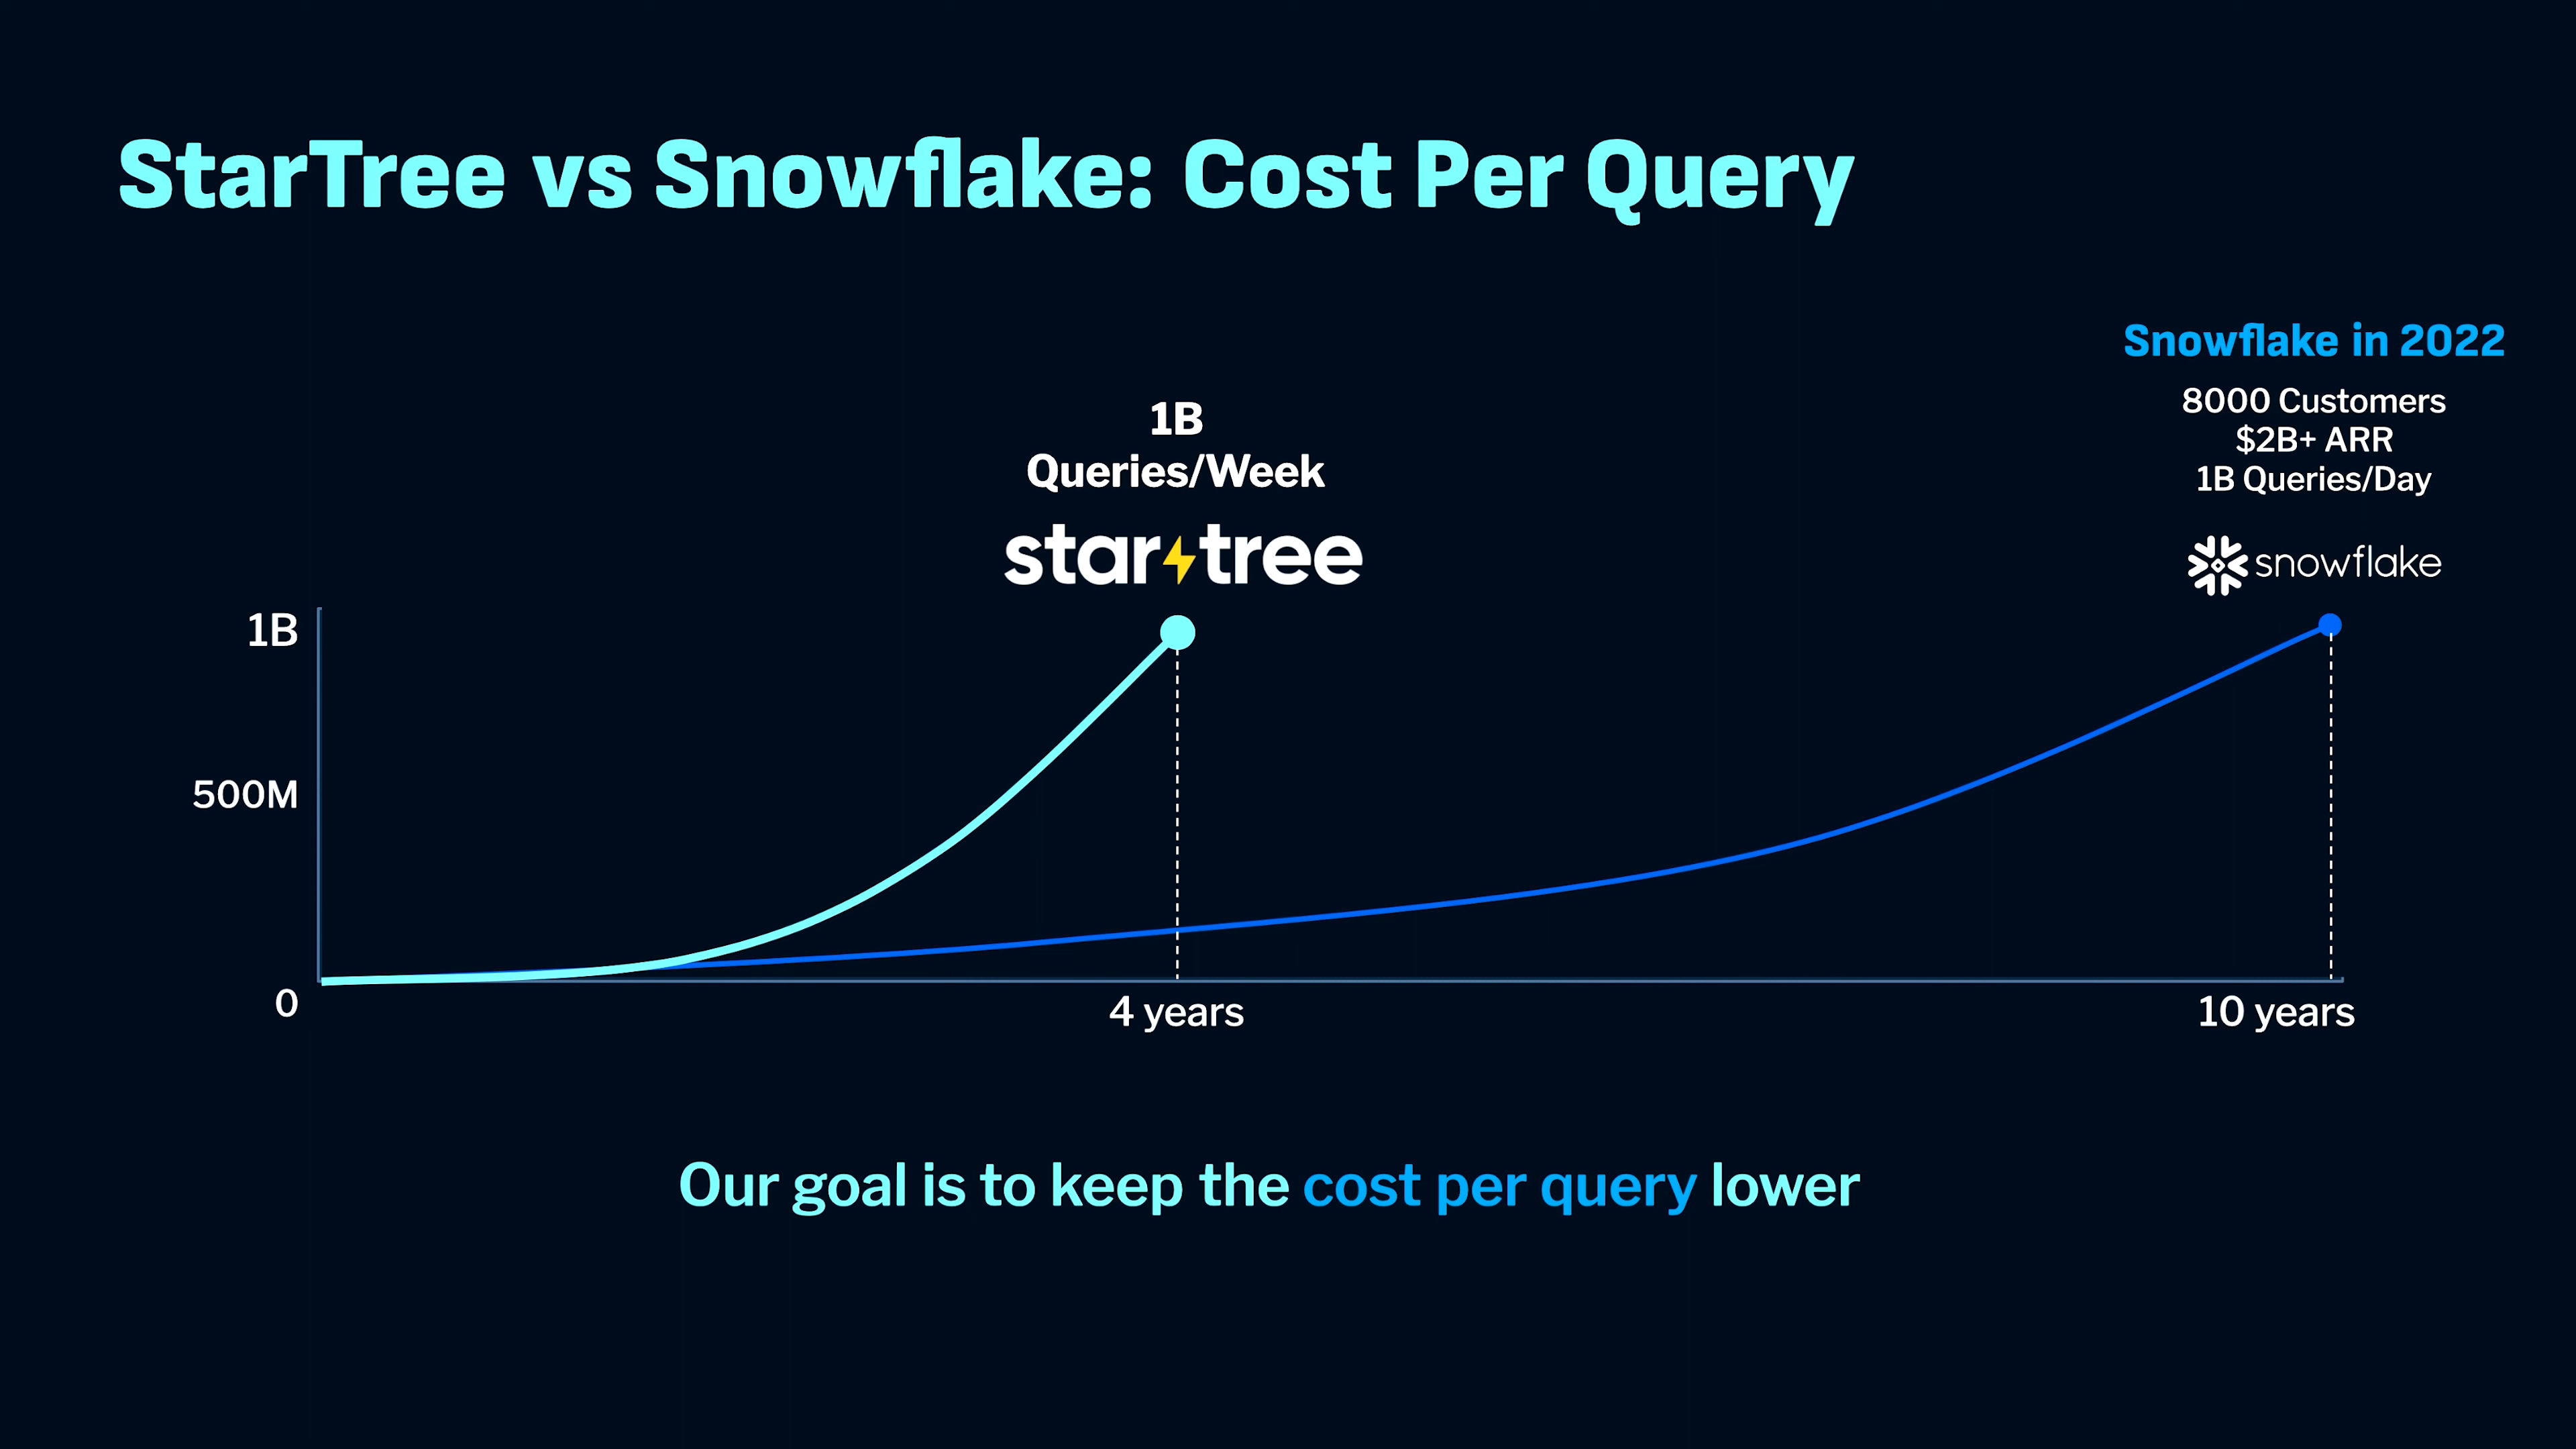 StarTree vs Snowflake: Cost Per Query
Snowflake in 2022
8000 Customers
$2B+ ARR
1B Queries/Day
snowflake
1B
Queries/Week
startree
1B
500M
0
4 years
10 years
Our goal is to keep the cost per query lower